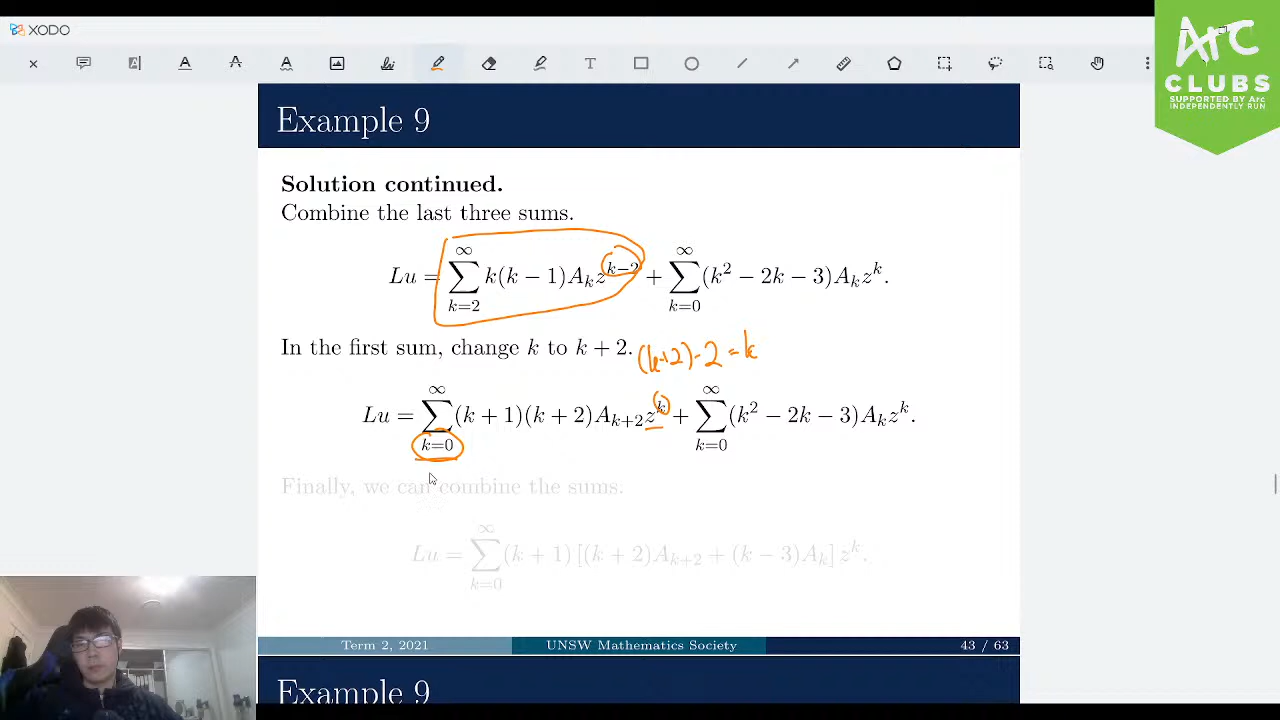 XODO
Arc
CLUBS
SUPPORTED BY Arc
INDEPENDENTLY RUN
Example 9
Solution continued.
Combine the last three sums.
Lu = ∑_{k=2}^{∞} k(k − 1)A_k z^{k−2} + ∑_{k=0}^{∞} (k² − 2k − 3)A_k z^k.
In the first sum, change k to k + 2. (k+2)-2=k
Lu = ∑_{k=0}^{∞} (k + 1)(k + 2)A_{k+2} z^k + ∑_{k=0}^{∞} (k² − 2k − 3)A_k z^k.
Finally, we can combine the sums.
Lu = ∑_{k=0}^{∞} (k + 1) [(k + 2)A_{k+2} + (k − 3)A_k] z^k.
Term 2, 2021 UNSW Mathematics Society 43 / 63
Example 9